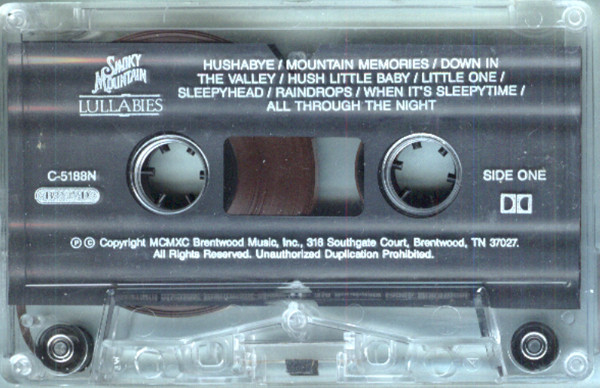 SMOKY
MOUNTAIN
LULLABIES
HUSHABYE / MOUNTAIN MEMORIES / DOWN IN
THE VALLEY / HUSH LITTLE BABY / LITTLE ONE /
SLEEPYHEAD / RAINDROPS / WHEN IT'S SLEEPYTIME /
ALL THROUGH THE NIGHT
C-5188N
SIDE ONE
℗ © Copyright MCMXC Brentwood Music, Inc., 316 Southgate Court, Brentwood, TN 37027.
All Rights Reserved. Unauthorized Duplication Prohibited.